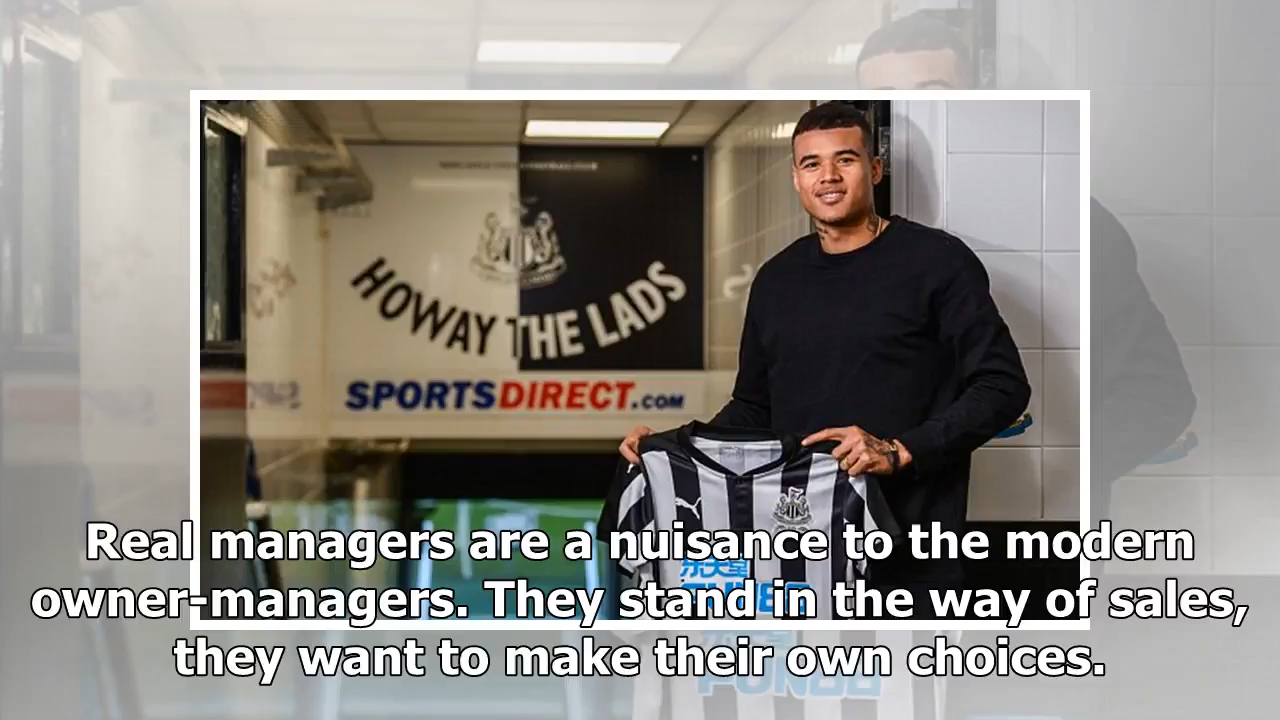 HOWAY THE LADS
SPORTSDIRECT.COM
Real managers are a nuisance to the modern
owner-managers. They stand in the way of sales,
they want to make their own choices.